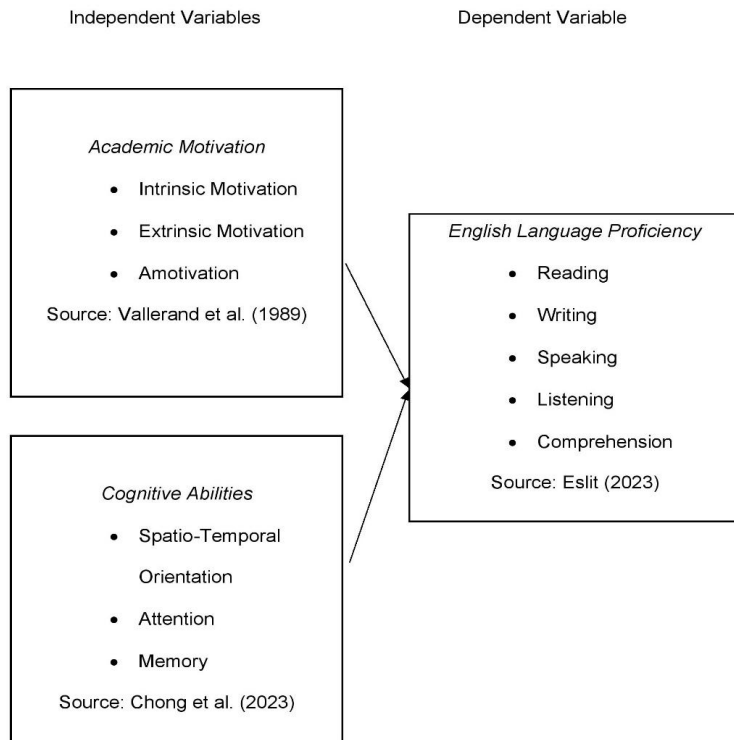 Independent Variables
Dependent Variable
Academic Motivation
• Intrinsic Motivation
• Extrinsic Motivation
• Amotivation
Source: Vallerand et al. (1989)
Cognitive Abilities
• Spatio-Temporal
Orientation
• Attention
• Memory
Source: Chong et al. (2023)
English Language Proficiency
• Reading
• Writing
• Speaking
• Listening
• Comprehension
Source: Eslit (2023)